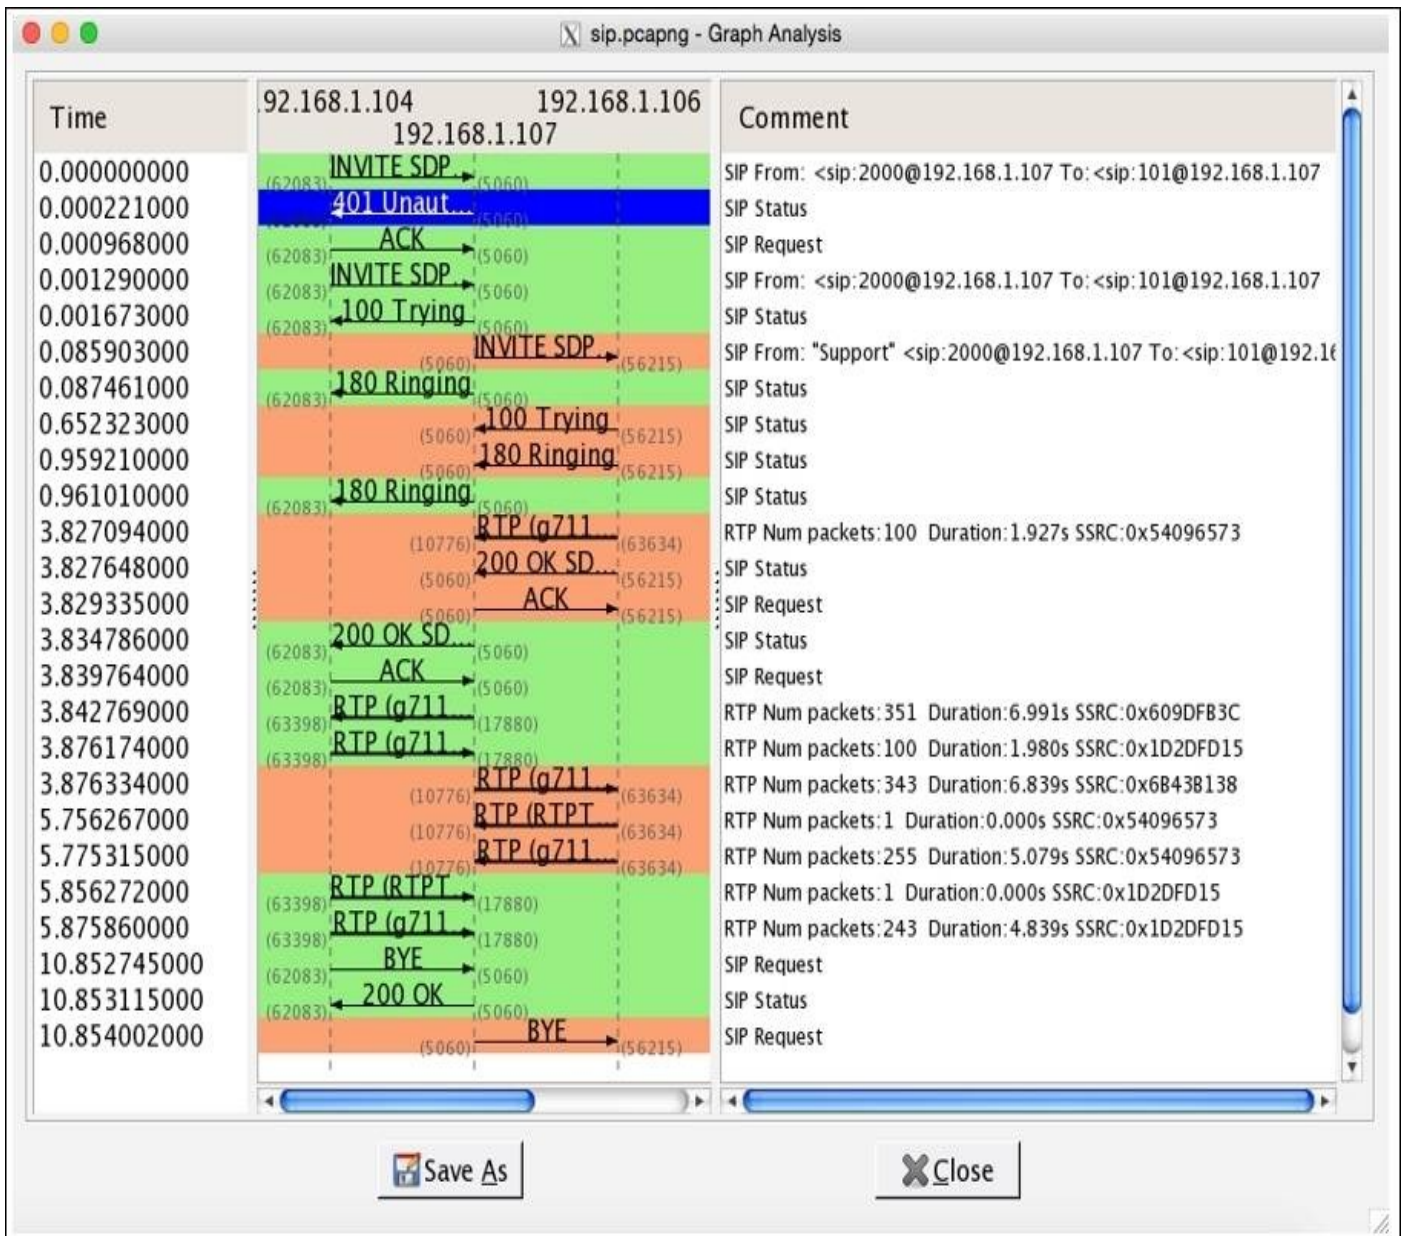 sip.pcapng - Graph Analysis
Time 92.168.1.104 192.168.1.106 Comment
192.168.1.107
0.000000000 INVITE SDP... (62083) (5060) SIP From: <sip:2000@192.168.1.107 To:<sip:101@192.168.1.107
0.000221000 401 Unaut... (5060) SIP Status
0.000968000 ACK (62083) (5060) SIP Request
0.001290000 INVITE SDP... (62083) (5060) SIP From: <sip:2000@192.168.1.107 To:<sip:101@192.168.1.107
0.001673000 100 Trying (62083) (5060) SIP Status
0.085903000 INVITE SDP... (5060) (56215) SIP From: "Support" <sip:2000@192.168.1.107 To:<sip:101@192.16
0.087461000 180 Ringing (62083) (5060) SIP Status
0.652323000 100 Trying (5060) (56215) SIP Status
0.959210000 180 Ringing (5060) (56215) SIP Status
0.961010000 180 Ringing (62083) (5060) SIP Status
3.827094000 RTP (g711... (10776) (63634) RTP Num packets:100 Duration:1.927s SSRC:0x54096573
3.827648000 200 OK SD... (5060) (56215) SIP Status
3.829335000 ACK (5060) (56215) SIP Request
3.834786000 200 OK SD... (62083) (5060) SIP Status
3.839764000 ACK (62083) (5060) SIP Request
3.842769000 RTP (g711... (63398) (17880) RTP Num packets:351 Duration:6.991s SSRC:0x609DFB3C
3.876174000 RTP (g711... (63398) (17880) RTP Num packets:100 Duration:1.980s SSRC:0x1D2DFD15
3.876334000 RTP (g711... (10776) (63634) RTP Num packets:343 Duration:6.839s SSRC:0x6B43B138
5.756267000 RTP (RTPT... (10776) (63634) RTP Num packets:1 Duration:0.000s SSRC:0x54096573
5.775315000 RTP (g711... (10776) (63634) RTP Num packets:255 Duration:5.079s SSRC:0x54096573
5.856272000 RTP (RTPT... (63398) (17880) RTP Num packets:1 Duration:0.000s SSRC:0x1D2DFD15
5.875860000 RTP (g711... (63398) (17880) RTP Num packets:243 Duration:4.839s SSRC:0x1D2DFD15
10.852745000 BYE (62083) (5060) SIP Request
10.853115000 200 OK (62083) (5060) SIP Status
10.854002000 BYE (5060) (56215) SIP Request
Save As Close